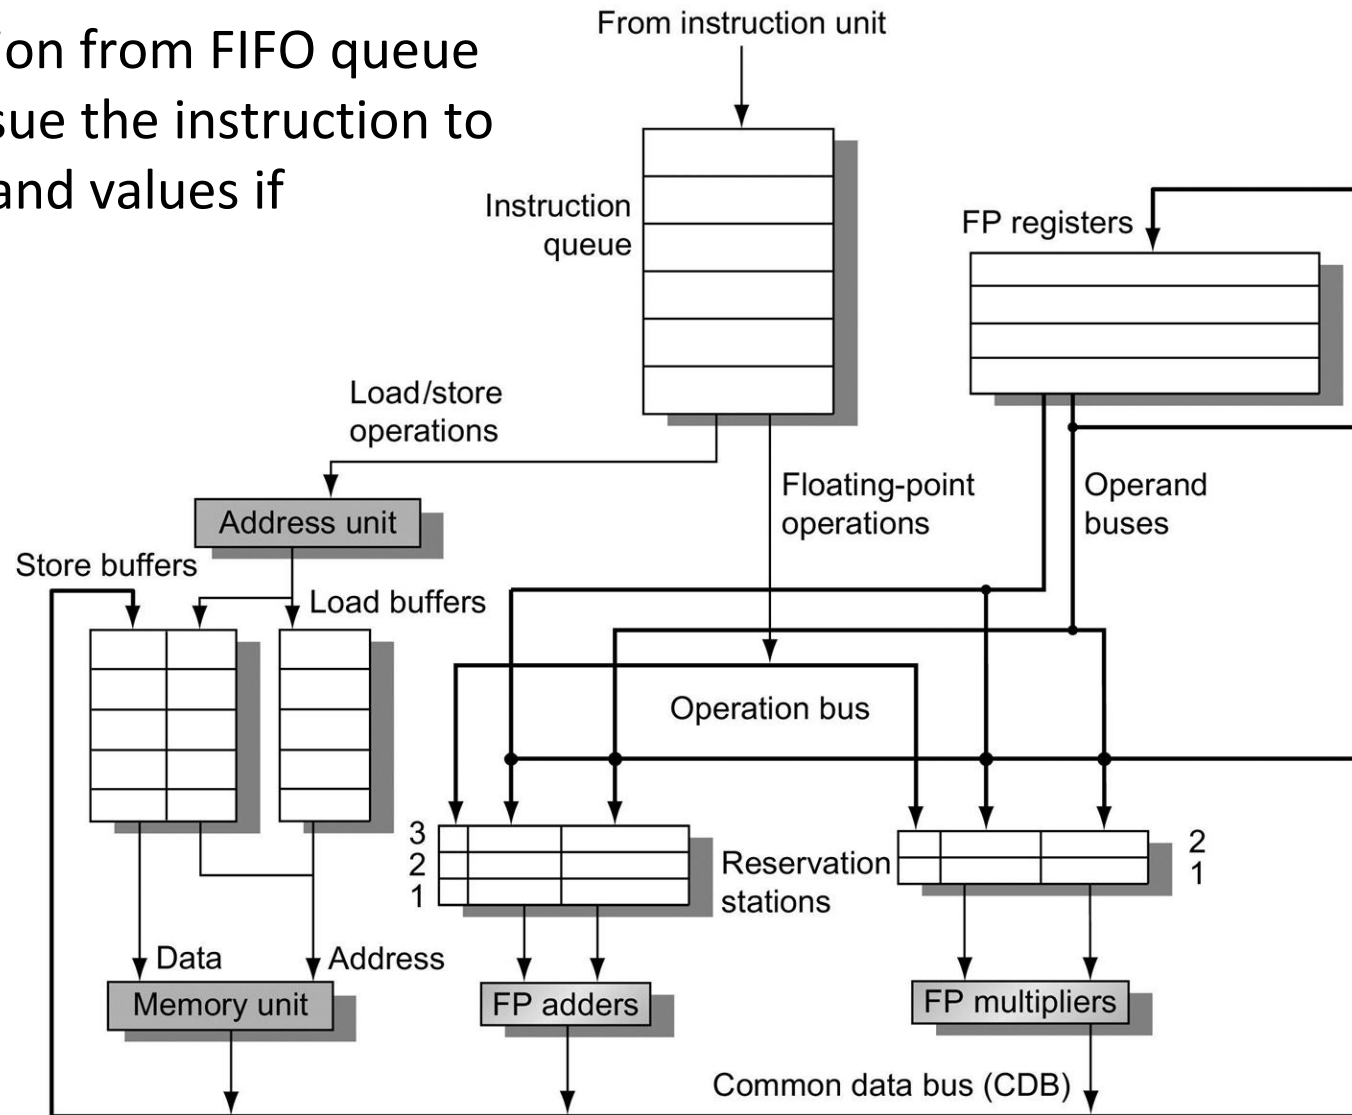 ion from FIFO queue
sue the instruction to
and values if
From instruction unit
Instruction
queue
FP registers
Load/store
operations
Floating-point
operations
Operand
buses
Address unit
Store buffers
Load buffers
Operation bus
3
2
1
Reservation
stations
2
1
Data
Address
Memory unit
FP adders
FP multipliers
Common data bus (CDB)